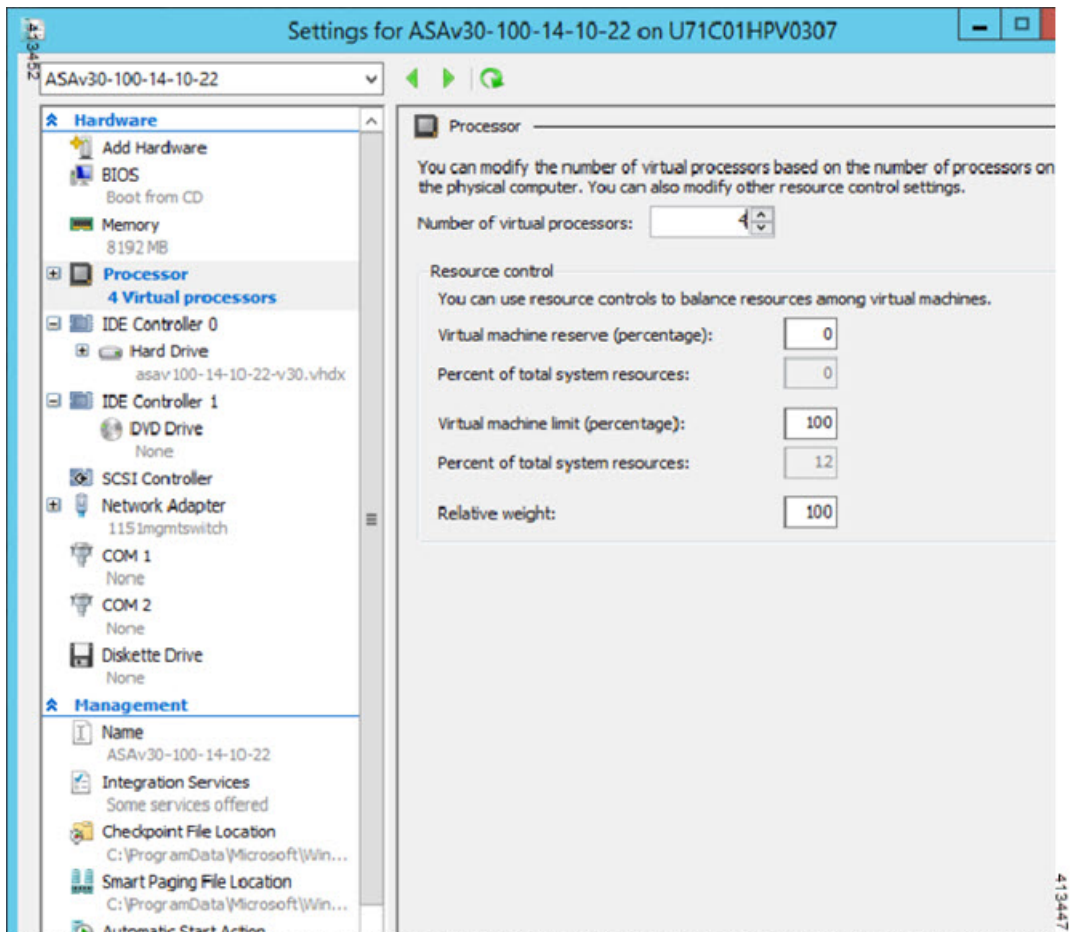 Settings for ASAv30-100-14-10-22 on U71C01HPV0307
413452
ASAv30-100-14-10-22
Hardware
Add Hardware
BIOS
Boot from CD
Memory
8192 MB
Processor
4 Virtual processors
IDE Controller 0
Hard Drive
asav100-14-10-22-v30.vhdx
IDE Controller 1
DVD Drive
None
SCSI Controller
Network Adapter
1151mgmtswitch
COM 1
None
COM 2
None
Diskette Drive
None
Management
Name
ASAv30-100-14-10-22
Integration Services
Some services offered
Checkpoint File Location
C:\ProgramData\Microsoft\Win...
Smart Paging File Location
C:\ProgramData\Microsoft\Win...
Automatic Start Action
Processor
You can modify the number of virtual processors based on the number of processors on
the physical computer. You can also modify other resource control settings.
Number of virtual processors: 4
Resource control
You can use resource controls to balance resources among virtual machines.
Virtual machine reserve (percentage): 0
Percent of total system resources: 0
Virtual machine limit (percentage): 100
Percent of total system resources: 12
Relative weight: 100
413447